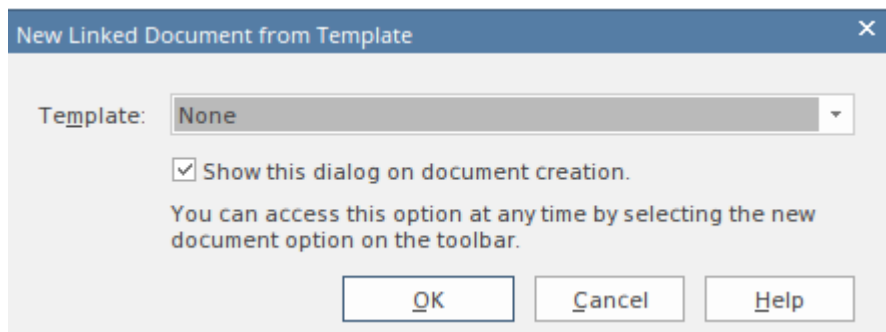 New Linked Document from Template
Template: None
Show this dialog on document creation.
You can access this option at any time by selecting the new
document option on the toolbar.
OK Cancel Help